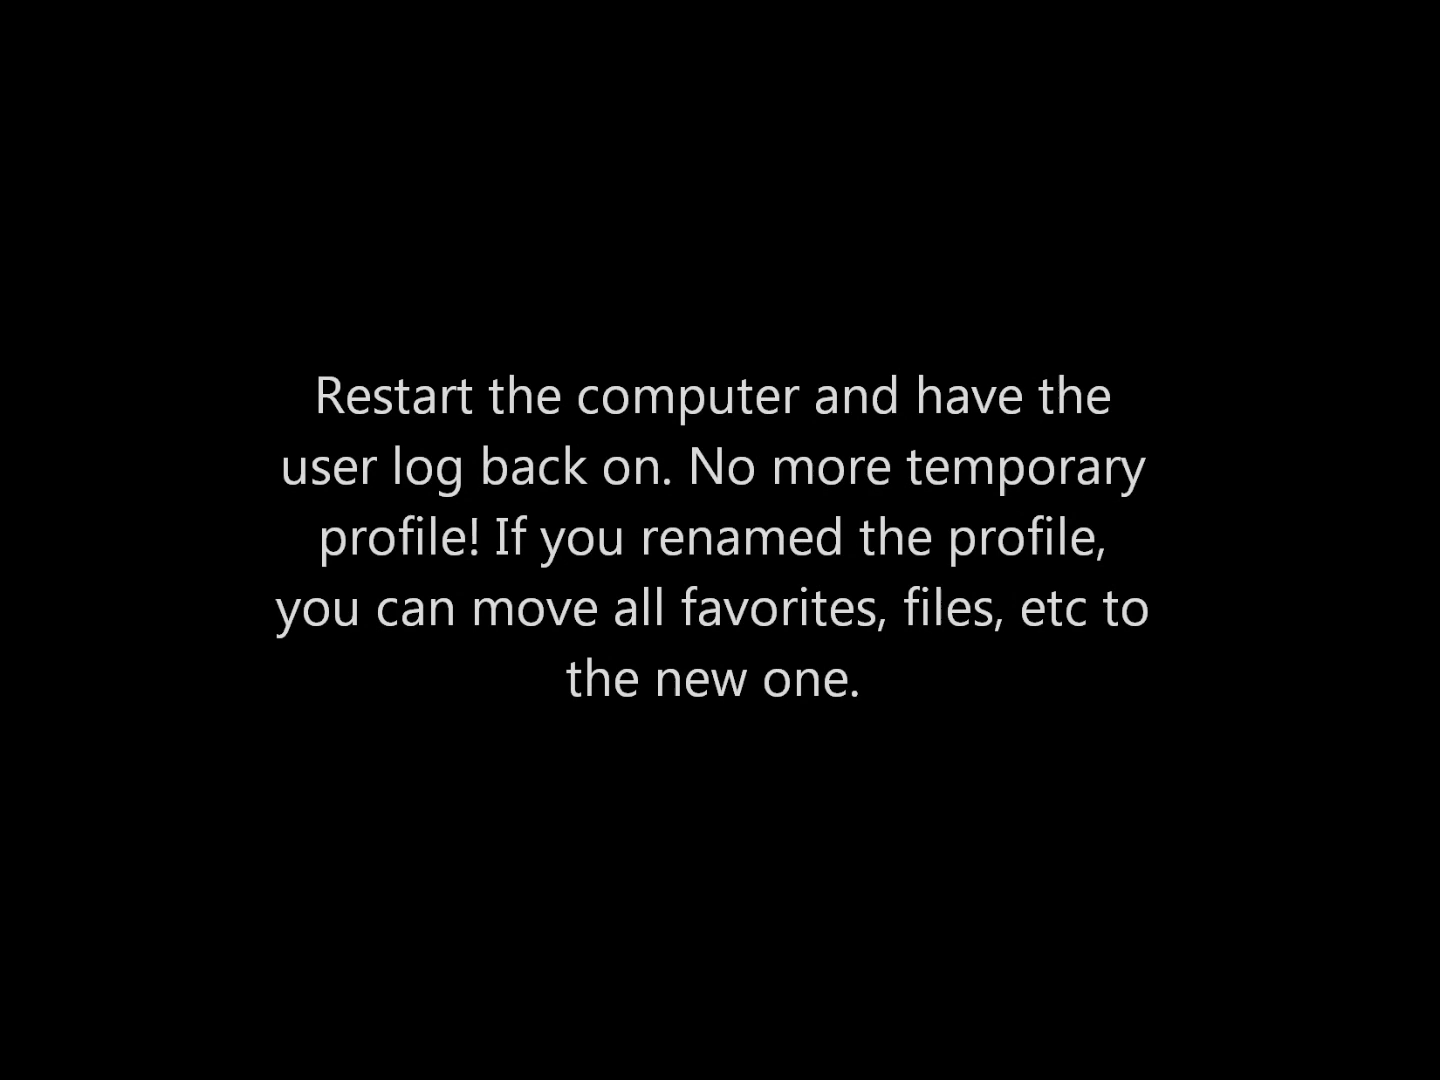 Restart the computer and have the
user log back on. No more temporary
profile! If you renamed the profile,
you can move all favorites, files, etc to
the new one.